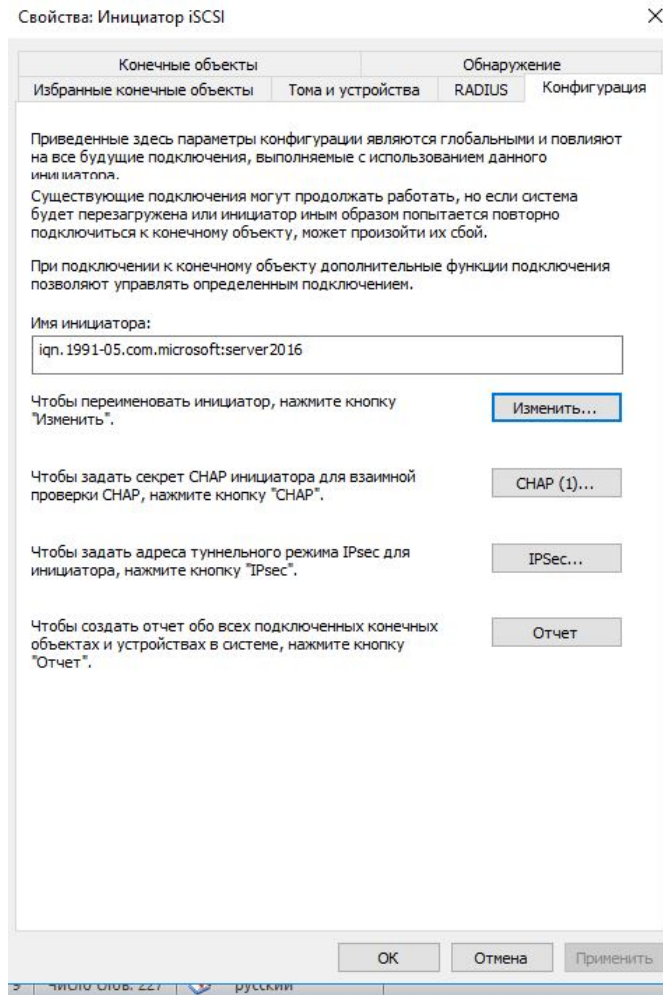 Свойства: Инициатор iSCSI
Конечные объекты
Обнаружение
Избранные конечные объекты
Тома и устройства
RADIUS
Конфигурация
Приведенные здесь параметры конфигурации являются глобальными и повлияют
на все будущие подключения, выполняемые с использованием данного
инициатора.
Существующие подключения могут продолжать работать, но если система
будет перезагружена или инициатор иным образом попытается повторно
подключиться к конечному объекту, может произойти их сбой.
При подключении к конечному объекту дополнительные функции подключения
позволяют управлять определенным подключением.
Имя инициатора:
iqn.1991-05.com.microsoft:server2016
Чтобы переименовать инициатор, нажмите кнопку
"Изменить".
Изменить...
Чтобы задать секрет CHAP инициатора для взаимной
проверки CHAP, нажмите кнопку "CHAP".
CHAP (1)...
Чтобы задать адреса туннельного режима IPsec для
инициатора, нажмите кнопку "IPsec".
IPSec...
Чтобы создать отчет обо всех подключенных конечных
объектах и устройствах в системе, нажмите кнопку
"Отчет".
Отчет
ОК
Отмена
Применить
Число слов: 227
русский